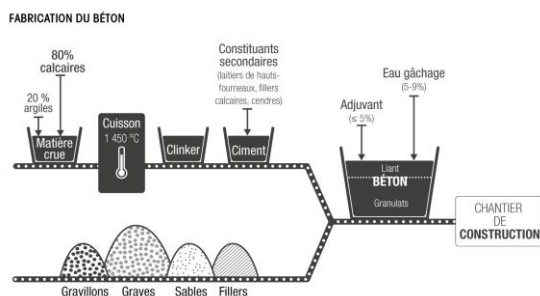 FABRICATION DU BÉTON
80%
calcaires
20 %
argiles
Matière
crue
Cuisson
1 450 °C
Clinker
Constituants
secondaires
(laitiers de hauts-
fourneaux, fillers
calcaires, cendres)
Ciment
Adjuvant
(≤ 5%)
Eau gâchage
(5-9%)
Liant
BÉTON
Granulats
CHANTIER
DE
CONSTRUCTION
Gravillons
Graves
Sables
Fillers